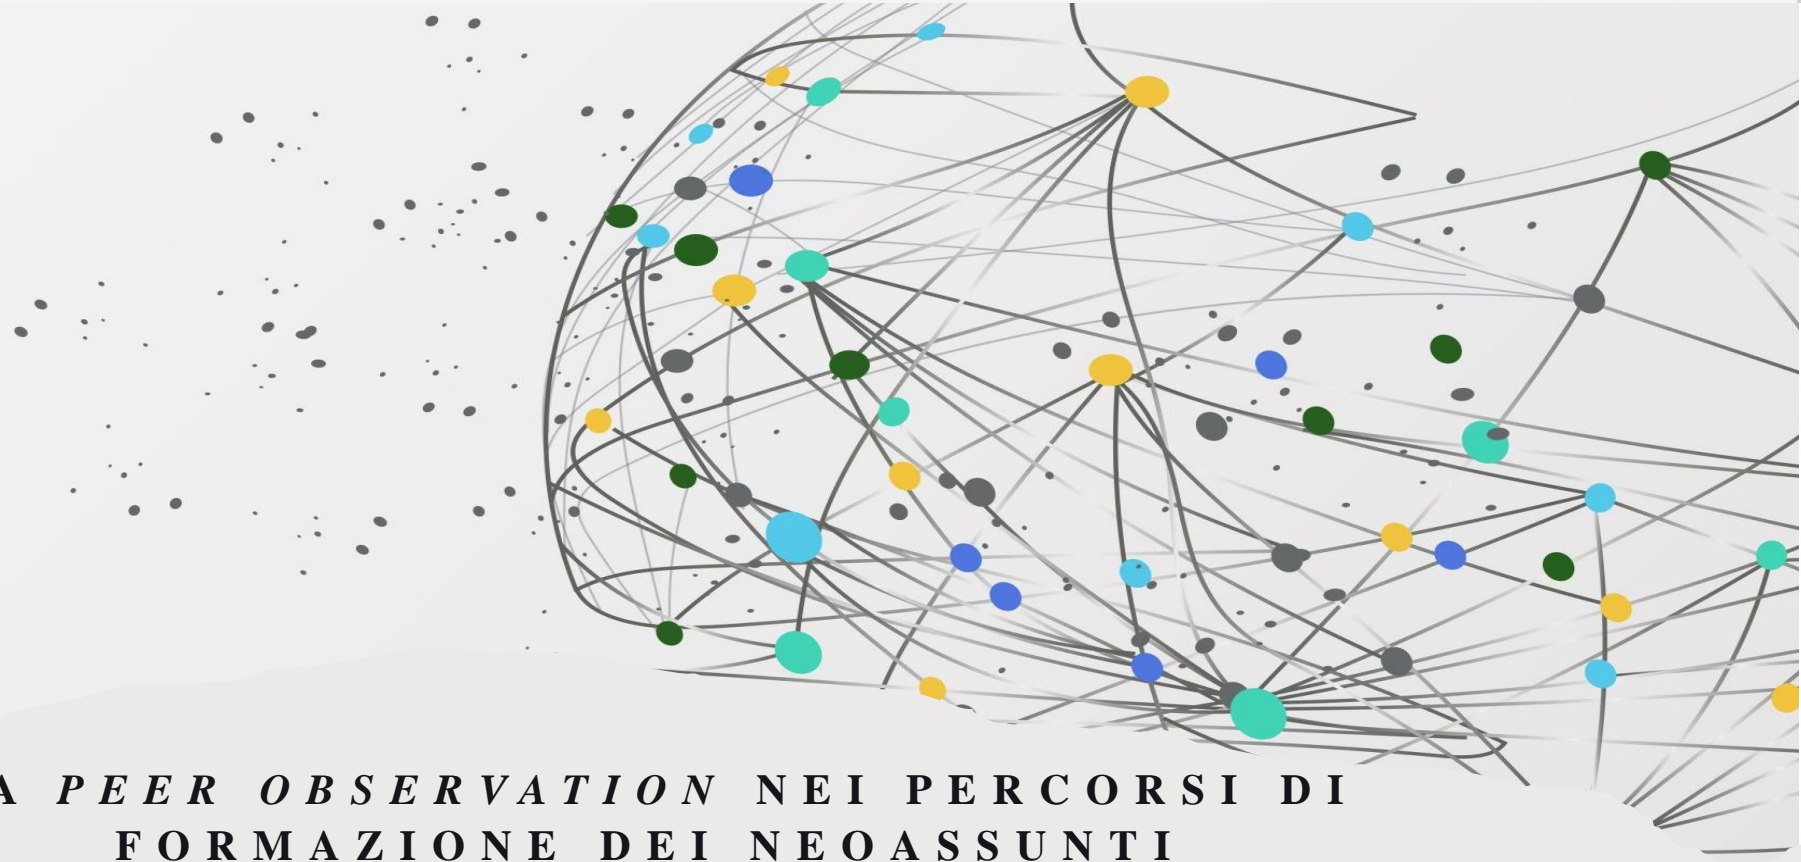 A PEER OBSERVATION NEI PERCORSI DI
FORMAZIONE DEI NEOASSUNTI